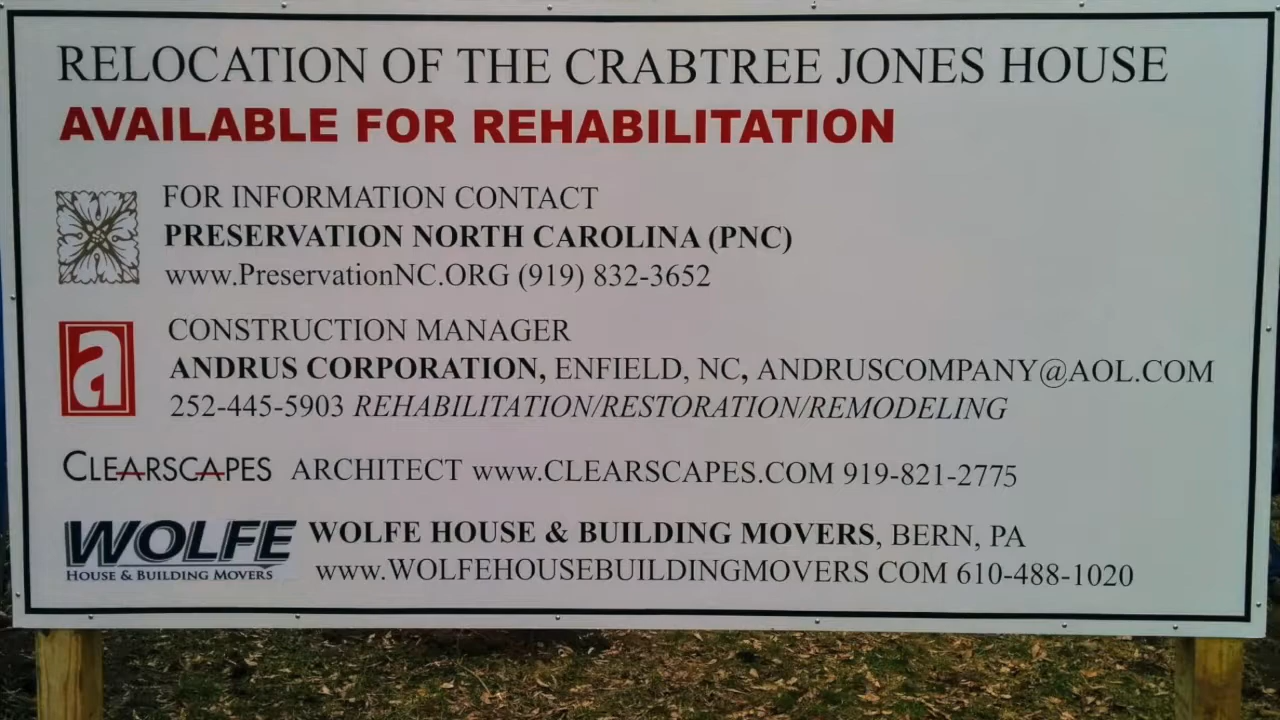 RELOCATION OF THE CRABTREE JONES HOUSE
AVAILABLE FOR REHABILITATION
FOR INFORMATION CONTACT
PRESERVATION NORTH CAROLINA (PNC)
www.PreservationNC.ORG (919) 832-3652
a
CONSTRUCTION MANAGER
ANDRUS CORPORATION, ENFIELD, NC, ANDRUSCOMPANY@AOL.COM
252-445-5903 REHABILITATION/RESTORATION/REMODELING
CLEARSCAPES ARCHITECT www.CLEARSCAPES.COM 919-821-2775
WOLFE
HOUSE & BUILDING MOVERS
WOLFE HOUSE & BUILDING MOVERS, BERN, PA
www.WOLFEHOUSEBUILDINGMOVERS COM 610-488-1020